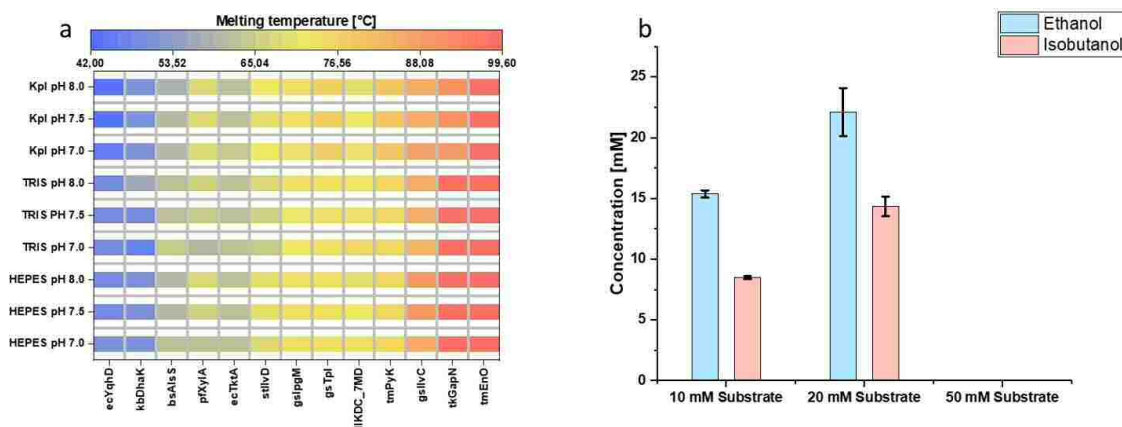 a
Melting temperature [°C]
42,00 53,52 65,04 76,56 88,08 99,60
KpI pH 8.0
KpI pH 7.5
KpI pH 7.0
TRIS pH 8.0
TRIS PH 7.5
TRIS pH 7.0
HEPES pH 8.0
HEPES pH 7.5
HEPES pH 7.0
ecYqhD
kbDhaK
bsAlsS
pfXylA
ecTktA
stIlvD
gsIpgM
gsTpI
IKDC_7MD
tmPyK
gsIlvC
tkGapN
tmEnO
b
Ethanol
Isobutanol
Concentration [mM]
25
20
15
10
5
0
10 mM Substrate
20 mM Substrate
50 mM Substrate